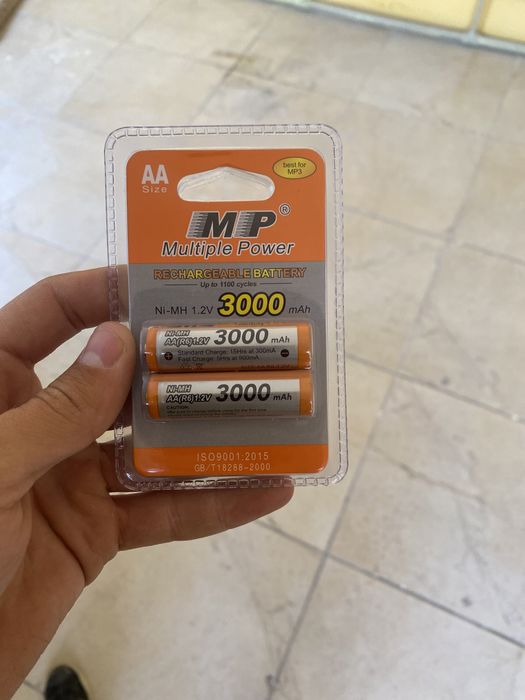 AA
Size
best for
MP3
MP®
Multiple Power
RECHARGEABLE BATTERY
Up to 1100 cycles
Ni-MH 1.2V 3000 mAh
Ni-MH
AA(R6)1.2V 3000 mAh
Standard Charge: 15Hrs at 300mA
Fast Charge: 5Hrs at 900mA
Ni-MH
AA(R6)1.2V 3000 mAh
CAUTION:
ISO9001:2015
GB/T18288-2000